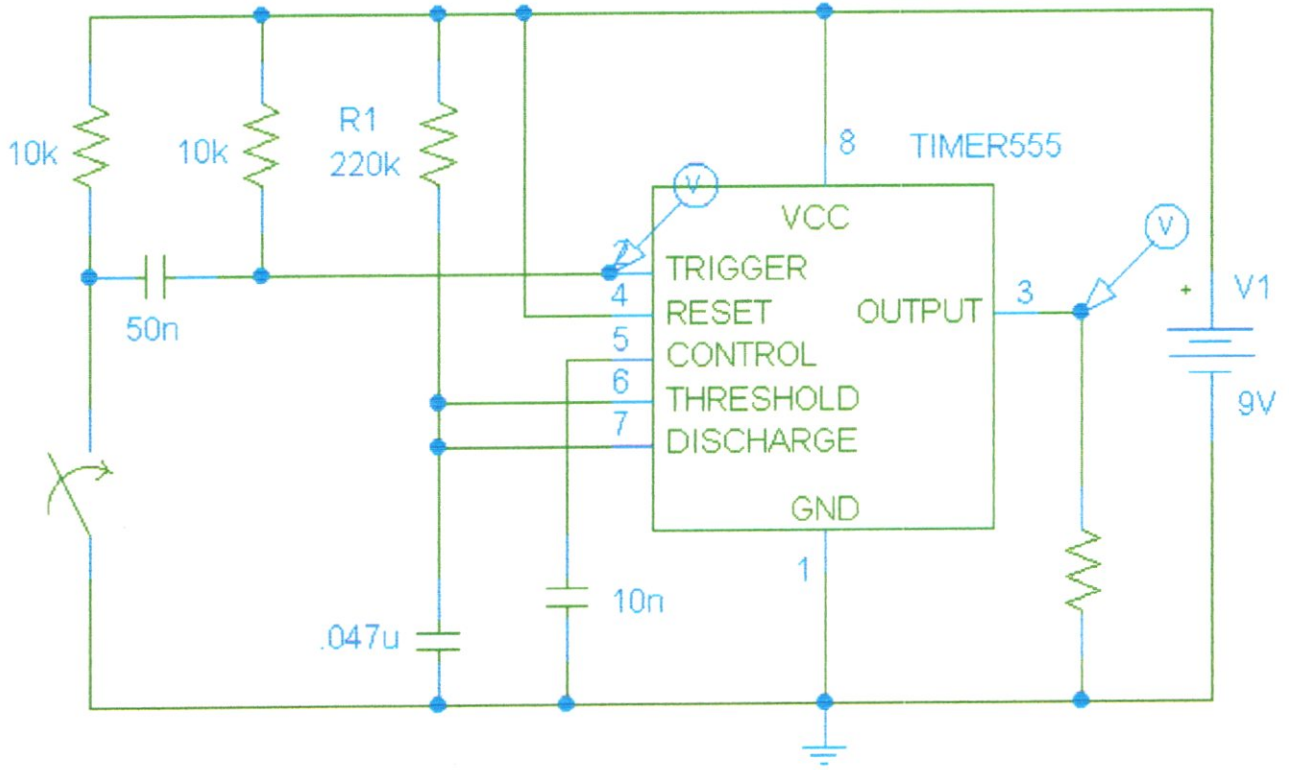 10k
10k
R1
220k
8
TIMER555
V
VCC
V
2
TRIGGER
4
RESET
OUTPUT
3
+
V1
50n
5
CONTROL
6
THRESHOLD
9V
7
DISCHARGE
GND
1
10n
.047u